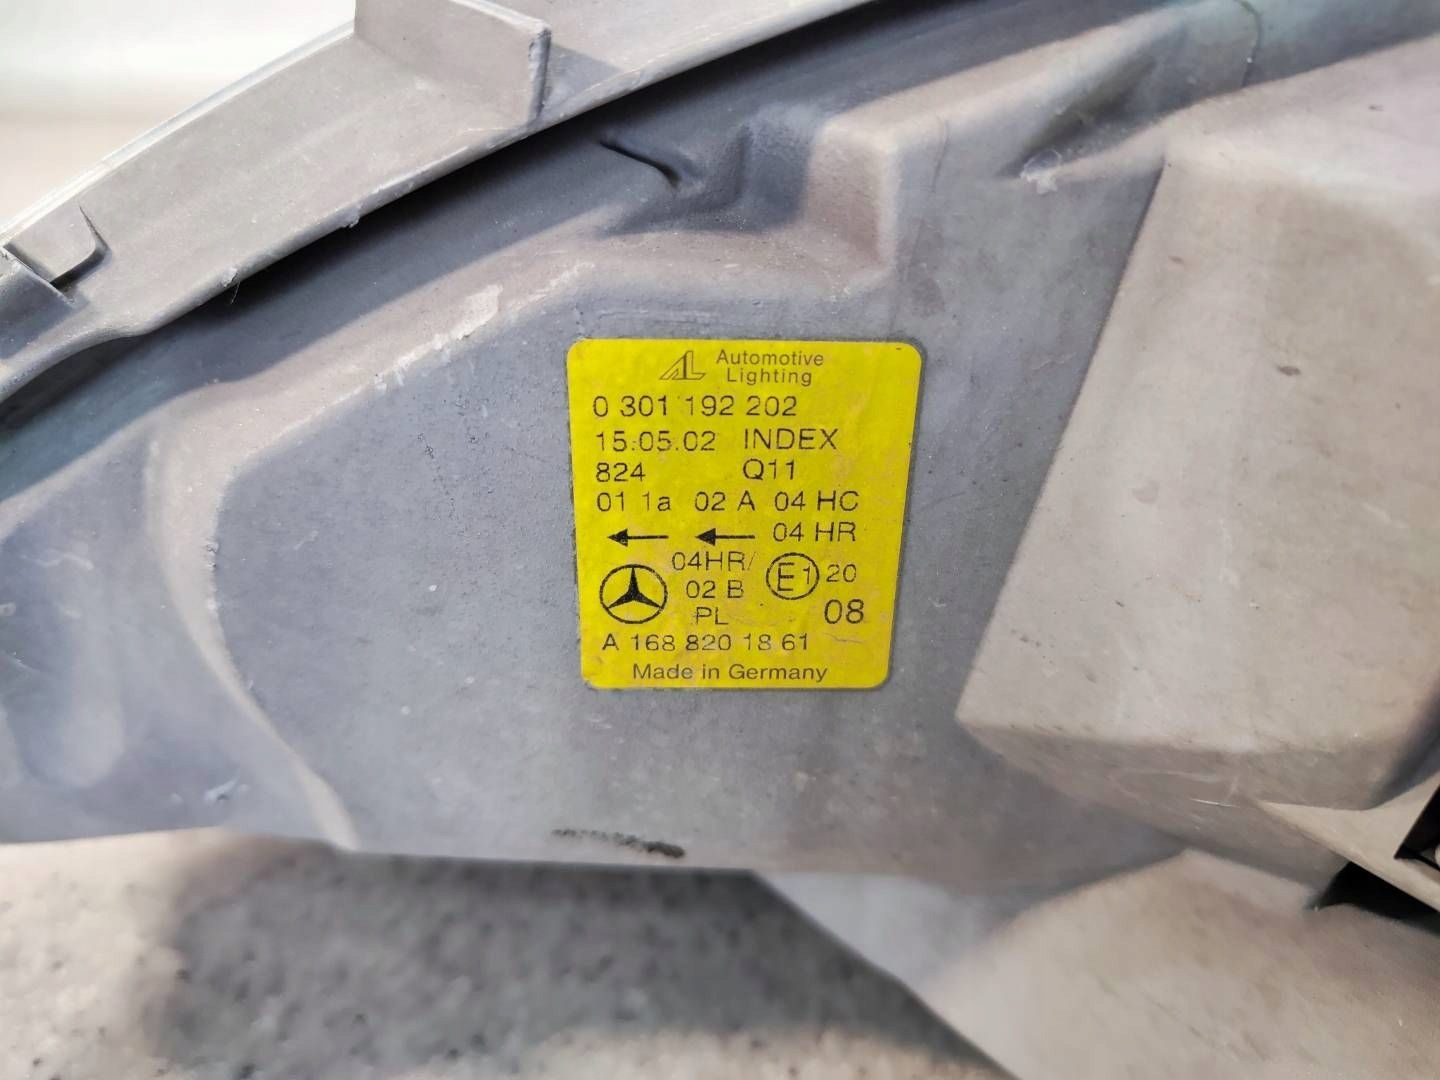 AL Automotive
Lighting
0 301 192 202
15.05.02 INDEX
824 Q11
01 1a 02 A 04 HC
04 HR
04HR/
02 B E1 20
PL 08
A 168 820 18 61
Made in Germany